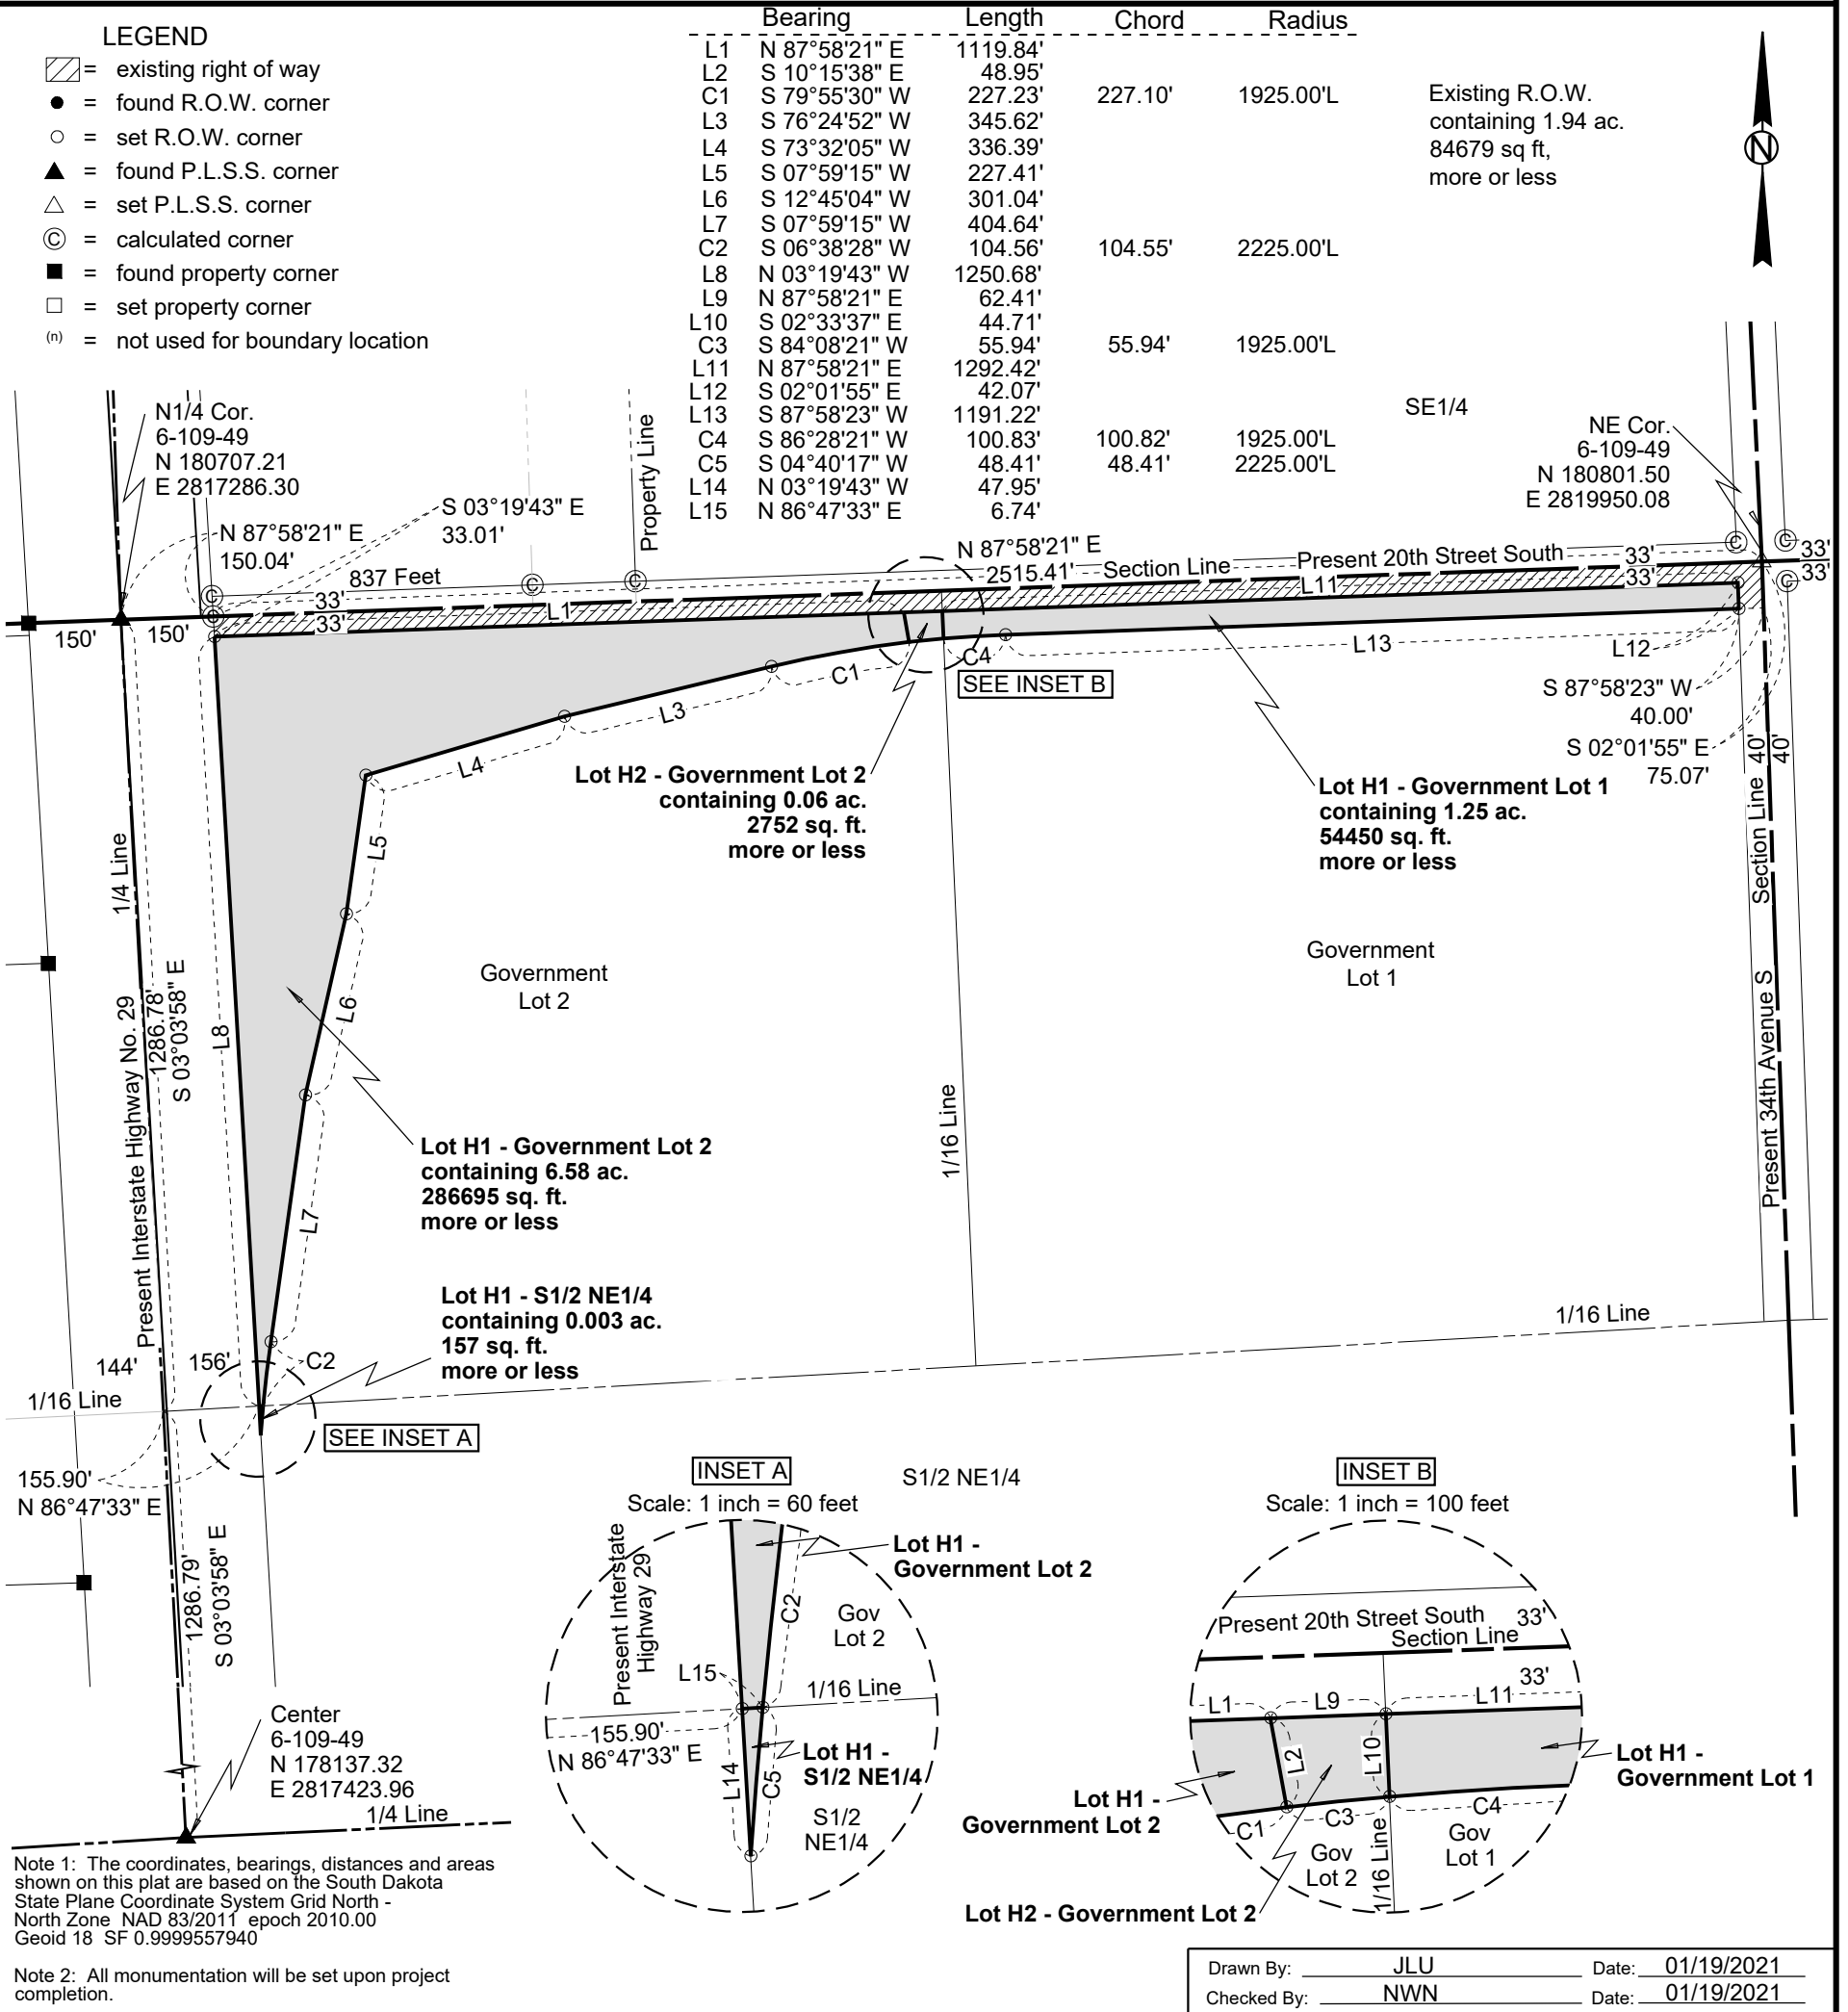 LEGEND
= existing right of way
= found R.O.W. corner
= set R.O.W. corner
= found P.L.S.S. corner
= set P.L.S.S. corner
Ⓒ = calculated corner
= found property corner
= set property corner
(n) = not used for boundary location
Bearing Length Chord Radius
L1 N 87°58'21" E 1119.84'
L2 S 10°15'38" E 48.95'
C1 S 79°55'30" W 227.23' 227.10' 1925.00'L
L3 S 76°24'52" W 345.62'
L4 S 73°32'05" W 336.39'
L5 S 07°59'15" W 227.41'
L6 S 12°45'04" W 301.04'
L7 S 07°59'15" W 404.64'
C2 S 06°38'28" W 104.56' 104.55' 2225.00'L
L8 N 03°19'43" W 1250.68'
L9 N 87°58'21" E 62.41'
L10 S 02°33'37" E 44.71'
C3 S 84°08'21" W 55.94' 55.94' 1925.00'L
L11 N 87°58'21" E 1292.42'
L12 S 02°01'55" E 42.07'
L13 S 87°58'23" W 1191.22'
C4 S 86°28'21" W 100.83' 100.82' 1925.00'L
C5 S 04°40'17" W 48.41' 48.41' 2225.00'L
L14 N 03°19'43" W 47.95'
L15 N 86°47'33" E 6.74'
Existing R.O.W.
containing 1.94 ac.
84679 sq ft,
more or less
N
SE1/4
NE Cor.
6-109-49
N 180801.50
E 2819950.08
N1/4 Cor.
6-109-49
N 180707.21
E 2817286.30
N 87°58'21" E
150.04'
S 03°19'43" E
33.01'
Property Line
837 Feet
C
C
C
C
C
C
C
N 87°58'21" E
2515.41'
Section Line
Present 20th Street South
33'
33'
33'
33'
33'
33'
L1
L11
150'
150'
C1
C4
L13
L12
SEE INSET B
S 87°58'23" W
40.00'
S 02°01'55" E
75.07'
40'
40'
L3
L4
L5
L6
L7
L8
C2
Lot H2 - Government Lot 2
containing 0.06 ac.
2752 sq. ft.
more or less
Lot H1 - Government Lot 1
containing 1.25 ac.
54450 sq. ft.
more or less
Section Line
Present 34th Avenue S
1/4 Line
Present Interstate Highway No. 29
1286.78'
S 03°03'58" E
Government
Lot 2
Government
Lot 1
1/16 Line
Lot H1 - Government Lot 2
containing 6.58 ac.
286695 sq. ft.
more or less
Lot H1 - S1/2 NE1/4
containing 0.003 ac.
157 sq. ft.
more or less
1/16 Line
144'
156'
1/16 Line
SEE INSET A
155.90'
N 86°47'33" E
1286.79'
S 03°03'58" E
Center
6-109-49
N 178137.32
E 2817423.96
1/4 Line
INSET A
Scale: 1 inch = 60 feet
S1/2 NE1/4
Present Interstate
Highway 29
Lot H1 -
Government Lot 2
C2
Gov
Lot 2
L15
1/16 Line
155.90'
N 86°47'33" E
L14
C5
Lot H1 -
S1/2 NE1/4
S1/2
NE1/4
INSET B
Scale: 1 inch = 100 feet
Present 20th Street South
Section Line
33'
33'
L1
L9
L11
L2
L10
Lot H1 -
Government Lot 1
Lot H1 -
Government Lot 2
C1
C3
C4
Gov
Lot 2
1/16 Line
Gov
Lot 1
Lot H2 - Government Lot 2
Note 1: The coordinates, bearings, distances and areas
shown on this plat are based on the South Dakota
State Plane Coordinate System Grid North -
North Zone NAD 83/2011 epoch 2010.00
Geoid 18 SF 0.9999557940
Note 2: All monumentation will be set upon project
completion.
Drawn By: JLU Date: 01/19/2021
Checked By: NWN Date: 01/19/2021